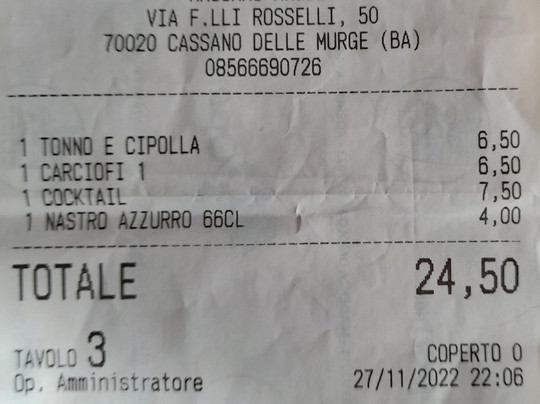 VIA F.LLI ROSSELLI, 50
70020 CASSANO DELLE MURGE (BA)
08566690726
1 TONNO E CIPOLLA 6,50
1 CARCIOFI 1 6,50
1 COCKTAIL 7,50
1 NASTRO AZZURRO 66CL 4,00
TOTALE 24,50
TAVOLO 3 COPERTO 0
Op. Amministratore 27/11/2022 22:06